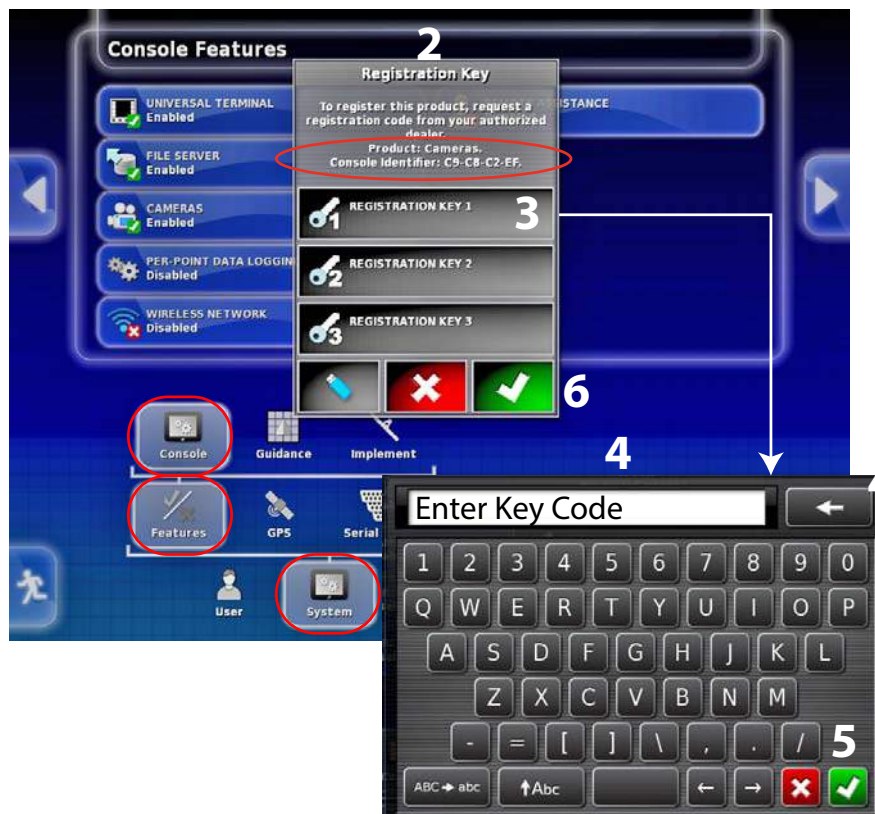 Console Features
2
Registration Key
To register this product, request a
registration code from your authorized
dealer.
Product: Cameras.
Console Identifier: C9-C8-C2-EF.
UNIVERSAL TERMINAL
Enabled
FILE SERVER
Enabled
CAMERAS
Enabled
PER-POINT DATA LOGGIN
Disabled
WIRELESS NETWORK
Disabled
ISTANCE
1 REGISTRATION KEY 1
3
2 REGISTRATION KEY 2
3 REGISTRATION KEY 3
6
Console Guidance Implement
Features GPS Serial
User System
4
Enter Key Code
1 2 3 4 5 6 7 8 9 0
Q W E R T Y U I O P
A S D F G H J K L
Z X C V B N M
- = [ ] \ , . /
5
ABC → abc ↑Abc ← →